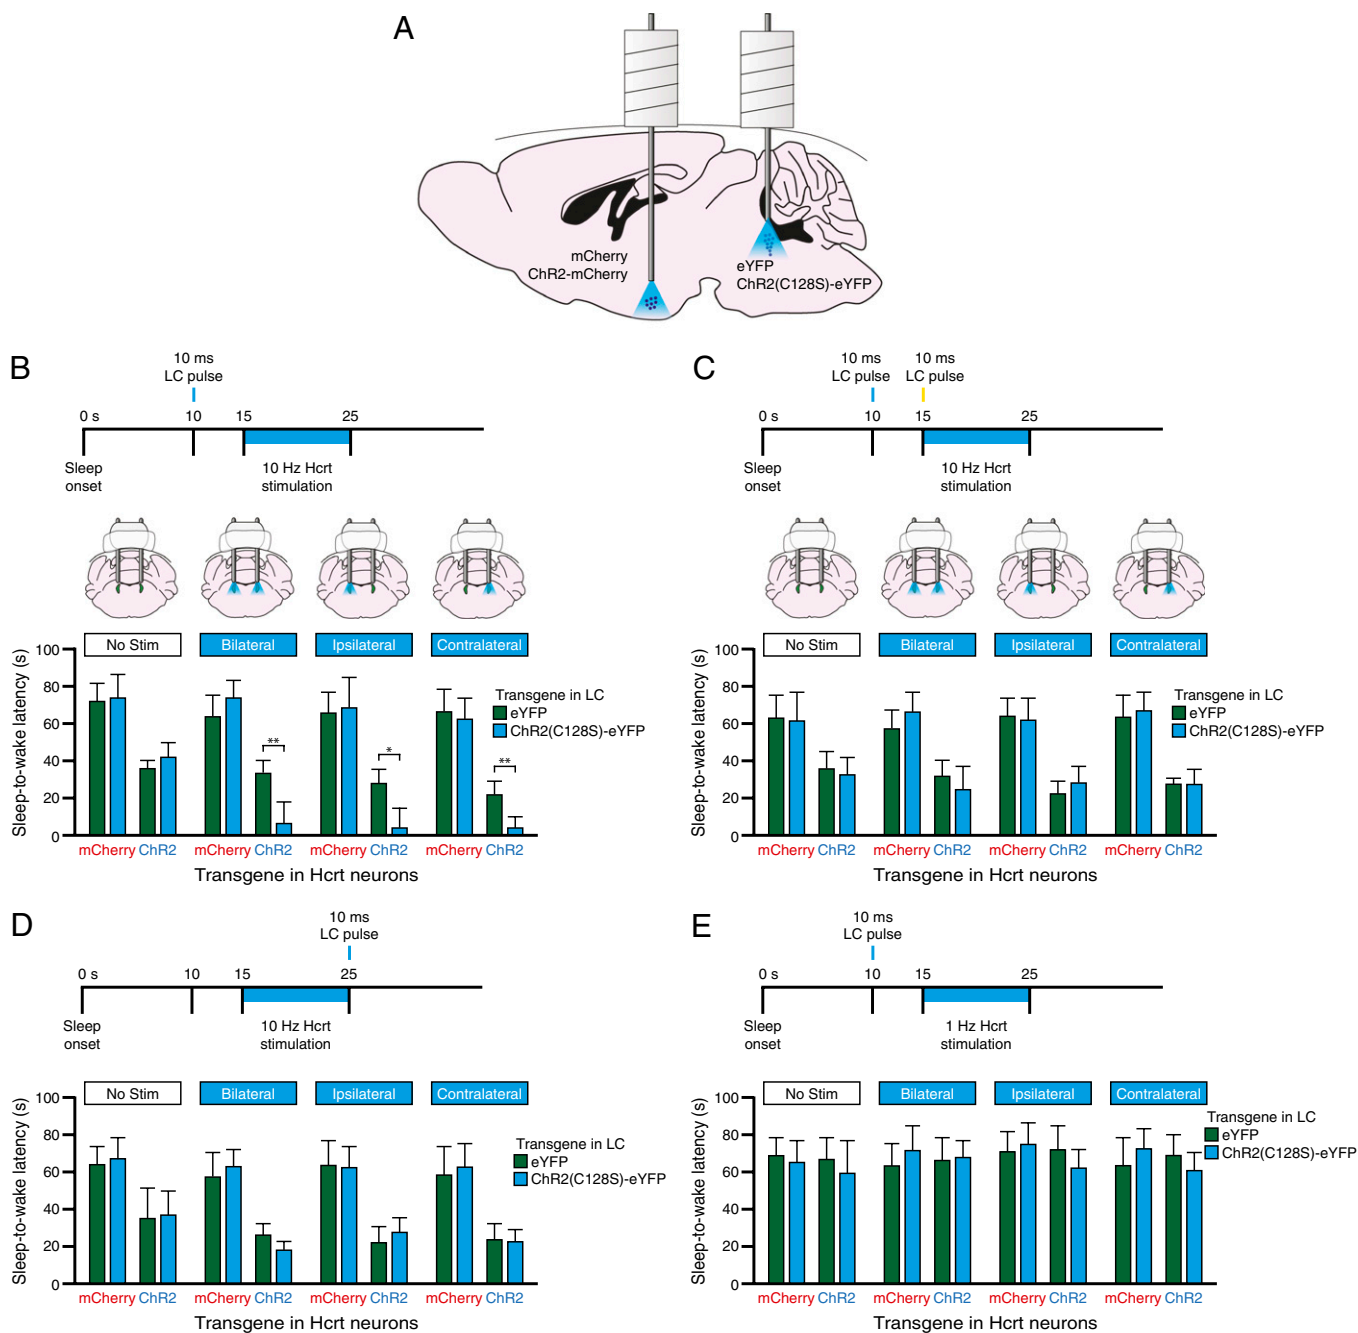 A
mCherry
ChR2-mCherry
eYFP
ChR2(C128S)-eYFP
B
10 ms
LC pulse
0 s
10
15
25
Sleep
onset
10 Hz Hcrt
stimulation
No Stim
Bilateral
Ipsilateral
Contralateral
Sleep-to-wake latency (s)
100
80
60
40
20
0
**
*
**
Transgene in LC
eYFP
ChR2(C128S)-eYFP
mCherry ChR2 mCherry ChR2 mCherry ChR2 mCherry ChR2
Transgene in Hcrt neurons
C
10 ms
LC pulse
10 ms
LC pulse
0 s
10
15
25
Sleep
onset
10 Hz Hcrt
stimulation
No Stim
Bilateral
Ipsilateral
Contralateral
Sleep-to-wake latency (s)
100
80
60
40
20
0
Transgene in LC
eYFP
ChR2(C128S)-eYFP
mCherry ChR2 mCherry ChR2 mCherry ChR2 mCherry ChR2
Transgene in Hcrt neurons
D
10 ms
LC pulse
0 s
10
15
25
Sleep
onset
10 Hz Hcrt
stimulation
No Stim
Bilateral
Ipsilateral
Contralateral
Sleep-to-wake latency (s)
100
80
60
40
20
0
Transgene in LC
eYFP
ChR2(C128S)-eYFP
mCherry ChR2 mCherry ChR2 mCherry ChR2 mCherry ChR2
Transgene in Hcrt neurons
E
10 ms
LC pulse
0 s
10
15
25
Sleep
onset
1 Hz Hcrt
stimulation
No Stim
Bilateral
Ipsilateral
Contralateral
Sleep-to-wake latency (s)
100
80
60
40
20
0
Transgene in LC
eYFP
ChR2(C128S)-eYFP
mCherry ChR2 mCherry ChR2 mCherry ChR2 mCherry ChR2
Transgene in Hcrt neurons